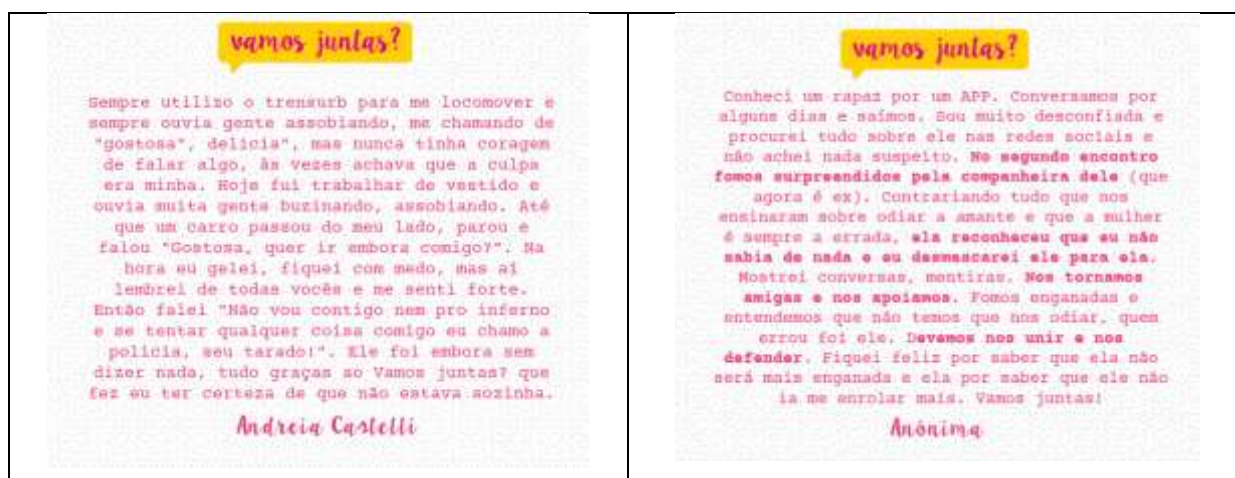 vamos juntas?
Sempre utilizo o trensurb para me locomover e
sempre ouvia gente assobiando, me chamando de
"gostosa", delicia", mas nunca tinha coragem
de falar algo, às vezes achava que a culpa
era minha. Hoje fui trabalhar de vestido e
ouvia muita gente buzinando, assobiando. Até
que um carro passou do meu lado, parou e
falou "Gostosa, quer ir embora comigo?". Na
hora eu gelei, fiquei com medo, mas aí
lembrei de todas vocês e me senti forte.
Então falei "Não vou contigo nem pro inferno
e se tentar qualquer coisa comigo eu chamo a
polícia, seu tarado!". Ele foi embora sem
dizer nada, tudo graças ao Vamos juntas? que
fez eu ter certeza de que não estava sozinha.
Andreia Castelli
vamos juntas?
Conheci um rapaz por um APP. Conversamos por
alguns dias e saímos. Sou muito desconfiada e
procurei tudo sobre ele nas redes sociais e
não achei nada suspeito. No segundo encontro
fomos surpreendidos pela companheira dele (que
agora é ex). Contrariando tudo que nos
ensinaram sobre odiar a amante e que a mulher
é sempre a errada, ela reconheceu que eu não
sabia de nada e eu desmascarei ele para ela.
Mostrei conversas, mentiras. Nos tornamos
amigas e nos apoiamos. Fomos enganadas e
entendemos que não temos que nos odiar, quem
errou foi ele. Devemos nos unir e nos
defender. Fiquei feliz por saber que ela não
será mais enganada e ela por saber que ele não
ia me enrolar mais. Vamos juntas!
Anônima